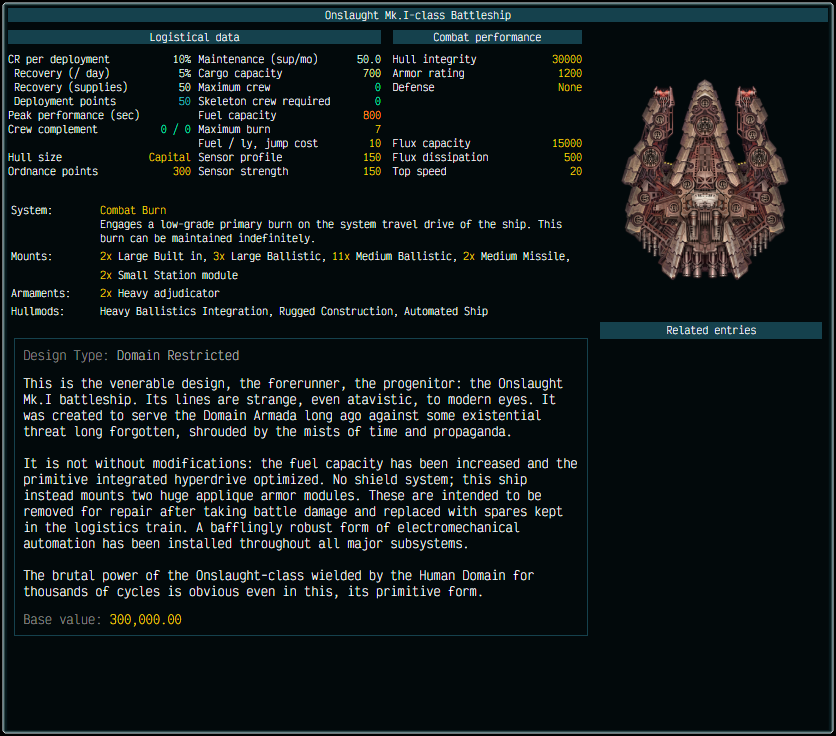 Onslaught Mk.I-class Battleship
Logistical data
Combat performance
CR per deployment 10% Maintenance (sup/mo) 50.0 Hull integrity 30000
Recovery (/ day) 5% Cargo capacity 700 Armor rating 1200
Recovery (supplies) 50 Maximum crew 0 Defense None
Deployment points 50 Skeleton crew required 0
Peak performance (sec) Fuel capacity 800
Crew complement 0 / 0 Maximum burn 7
Fuel / ly, jump cost 10 Flux capacity 15000
Hull size Capital Sensor profile 150 Flux dissipation 500
Ordnance points 300 Sensor strength 150 Top speed 20
System: Combat Burn
Engages a low-grade primary burn on the system travel drive of the ship. This
burn can be maintained indefinitely.
Mounts: 2x Large Built in, 3x Large Ballistic, 11x Medium Ballistic, 2x Medium Missile,
2x Small Station module
Armaments: 2x Heavy adjudicator
Hullmods: Heavy Ballistics Integration, Rugged Construction, Automated Ship
Related entries
Design Type: Domain Restricted
This is the venerable design, the forerunner, the progenitor: the Onslaught
Mk.I battleship. Its lines are strange, even atavistic, to modern eyes. It
was created to serve the Domain Armada long ago against some existential
threat long forgotten, shrouded by the mists of time and propaganda.
It is not without modifications: the fuel capacity has been increased and the
primitive integrated hyperdrive optimized. No shield system; this ship
instead mounts two huge applique armor modules. These are intended to be
removed for repair after taking battle damage and replaced with spares kept
in the logistics train. A bafflingly robust form of electromechanical
automation has been installed throughout all major subsystems.
The brutal power of the Onslaught-class wielded by the Human Domain for
thousands of cycles is obvious even in this, its primitive form.
Base value: 300,000.00